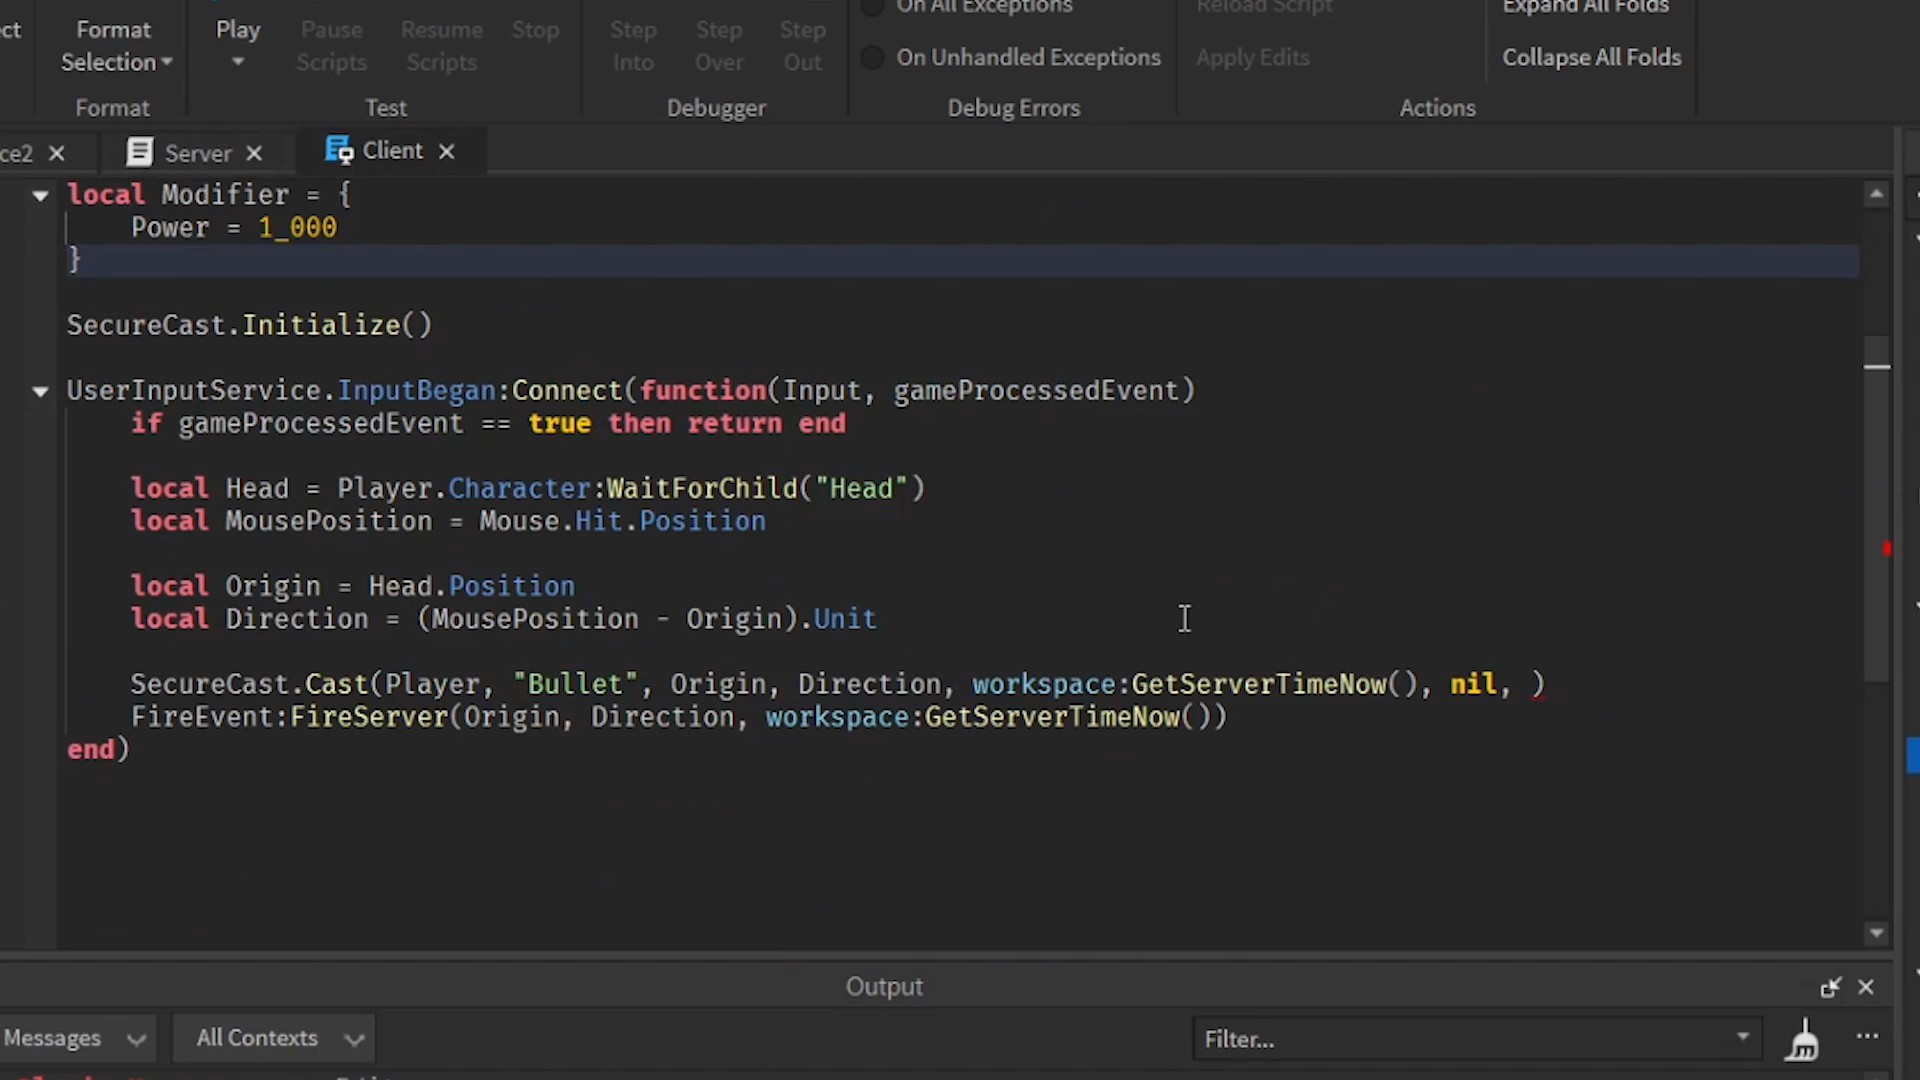 ct
Format
Selection
Play
Pause
Scripts
Resume
Scripts
Stop
Step
Into
Step
Over
Step
Out
On All Exceptions
On Unhandled Exceptions
Reload Script
Apply Edits
Expand All Folds
Collapse All Folds
Format
Test
Debugger
Debug Errors
Actions
ce2
Server
Client
local Modifier = {
Power = 1_000
}
SecureCast.Initialize()
UserInputService.InputBegan:Connect(function(Input, gameProcessedEvent)
if gameProcessedEvent == true then return end
local Head = Player.Character:WaitForChild("Head")
local MousePosition = Mouse.Hit.Position
local Origin = Head.Position
local Direction = (MousePosition - Origin).Unit
SecureCast.Cast(Player, "Bullet", Origin, Direction, workspace:GetServerTimeNow(), nil, )
FireEvent:FireServer(Origin, Direction, workspace:GetServerTimeNow())
end)
Output
Messages
All Contexts
Filter...